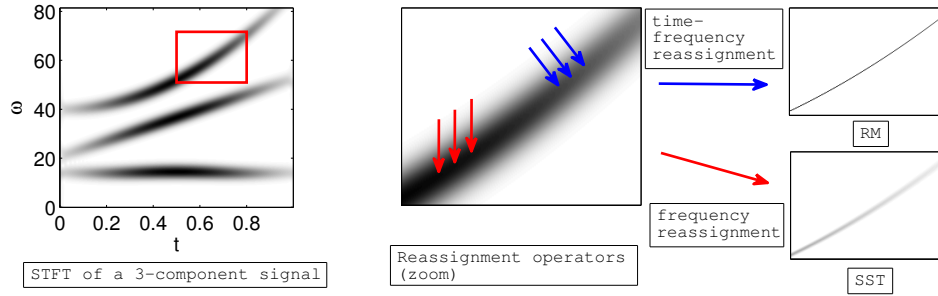 ω
80
60
40
20
0
0 0.2 0.4 0.6 0.8
t
STFT of a 3-component signal
Reassignment operators
(zoom)
time-
frequency
reassignment
frequency
reassignment
RM
SST